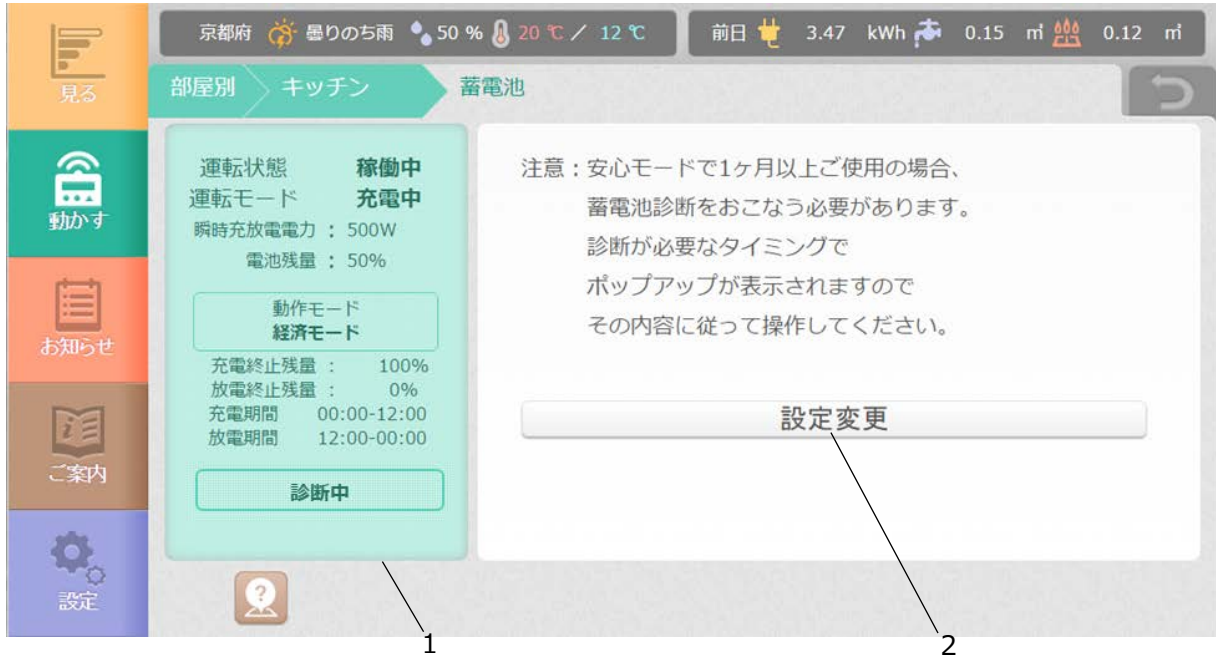 京都府 曇りのち雨 50 % 20 ℃ / 12 ℃ 前日 3.47 kWh 0.15 ㎥ 0.12 ㎥
見る
動かす
お知らせ
ご案内
設定
部屋別 キッチン 蓄電池
運転状態 稼働中
運転モード 充電中
瞬時充放電電力 : 500W
電池残量 : 50%
動作モード
経済モード
充電終止残量 : 100%
放電終止残量 : 0%
充電期間 00:00-12:00
放電期間 12:00-00:00
診断中
注意:安心モードで1ヶ月以上ご使用の場合、
蓄電池診断をおこなう必要があります。
診断が必要なタイミングで
ポップアップが表示されますので
その内容に従って操作してください。
設定変更
?
1
2